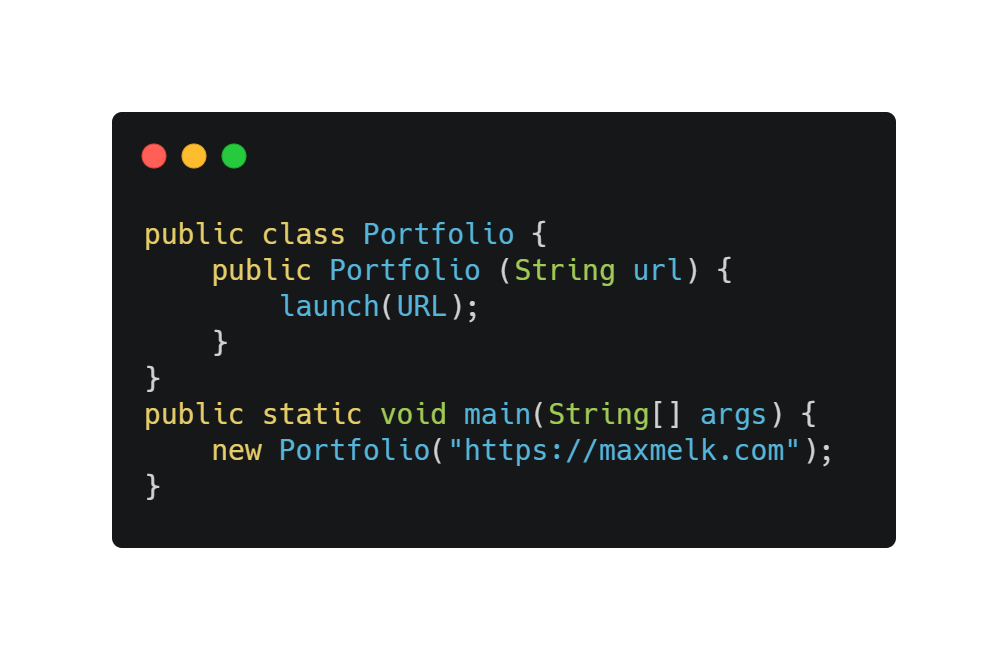 public class Portfolio {
    public Portfolio (String url) {
        launch(URL);
    }
}
public static void main(String[] args) {
    new Portfolio("https://maxmelk.com");
}